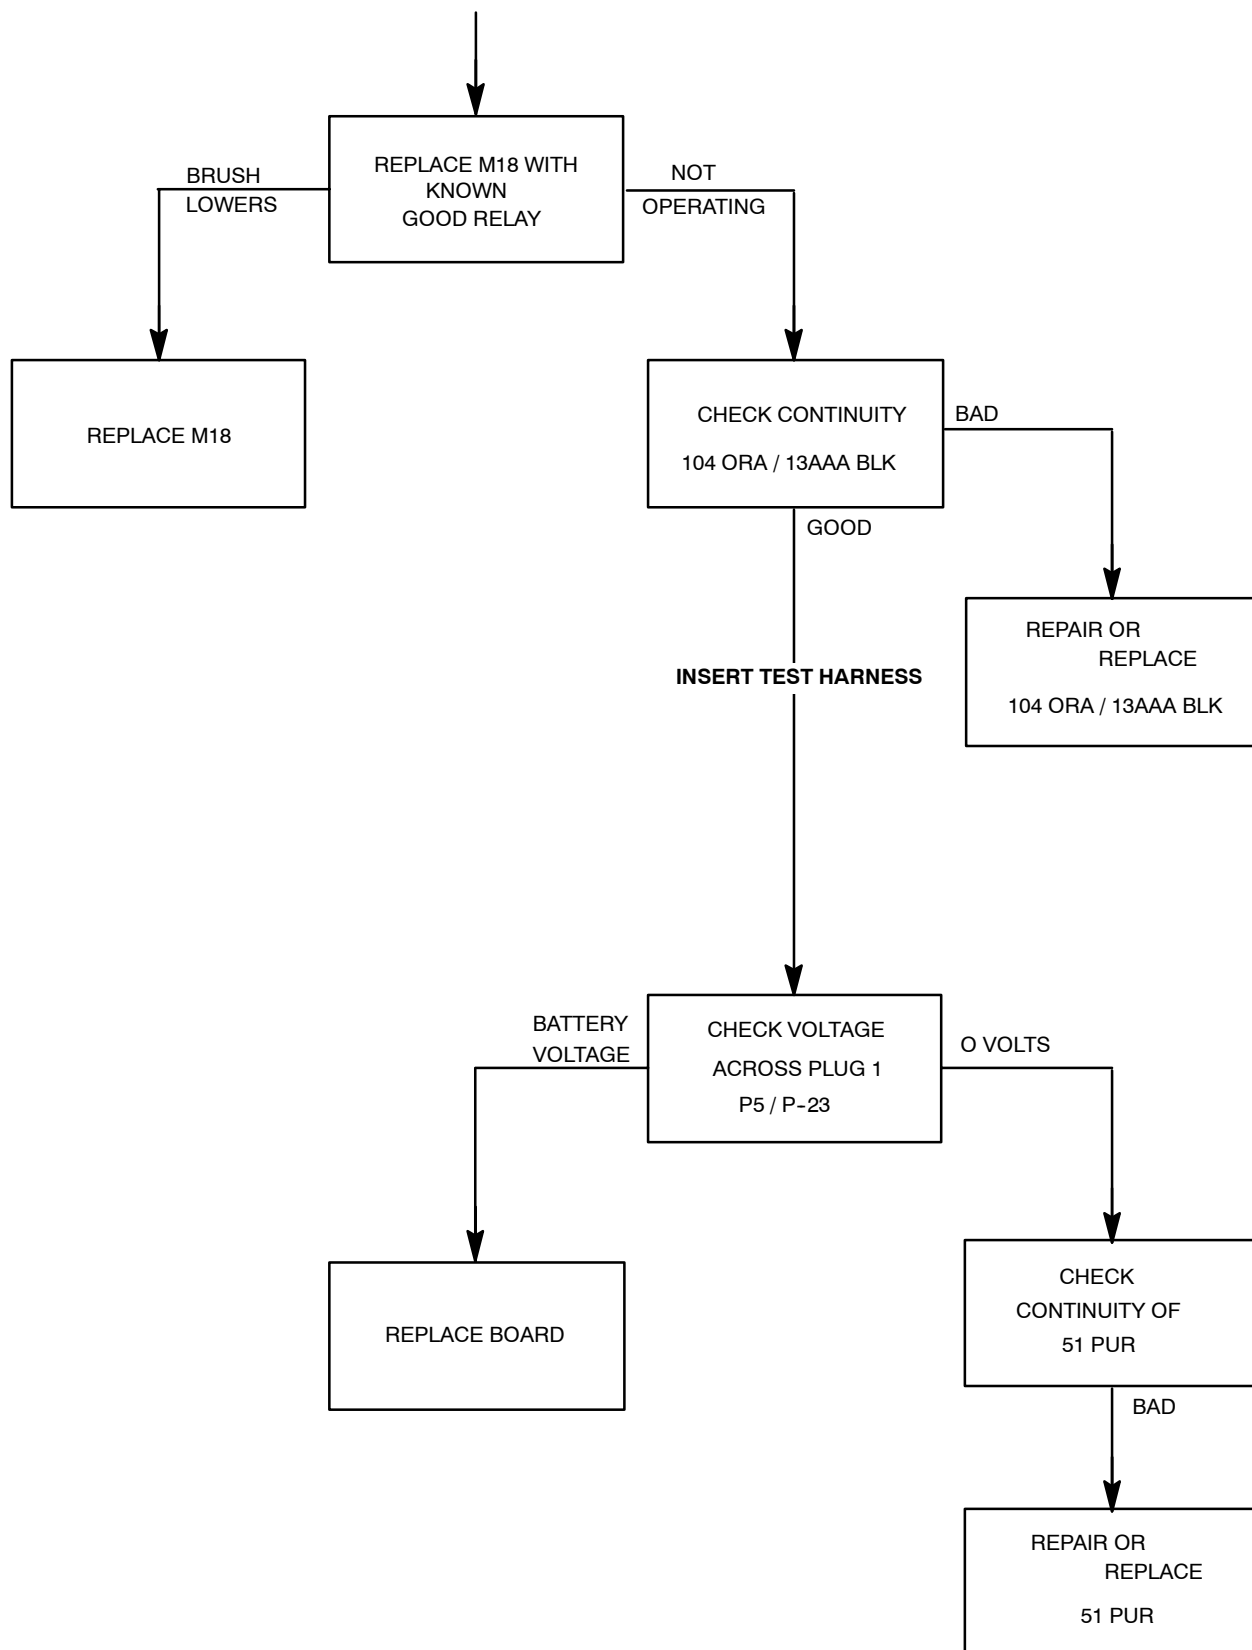 REPLACE M18 WITH
KNOWN
GOOD RELAY
BRUSH
LOWERS
NOT
OPERATING
REPLACE M18
CHECK CONTINUITY
104 ORA / 13AAA BLK
BAD
GOOD
REPAIR OR
REPLACE
104 ORA / 13AAA BLK
INSERT TEST HARNESS
CHECK VOLTAGE
ACROSS PLUG 1
P5 / P-23
BATTERY
VOLTAGE
O VOLTS
REPLACE BOARD
CHECK
CONTINUITY OF
51 PUR
BAD
REPAIR OR
REPLACE
51 PUR